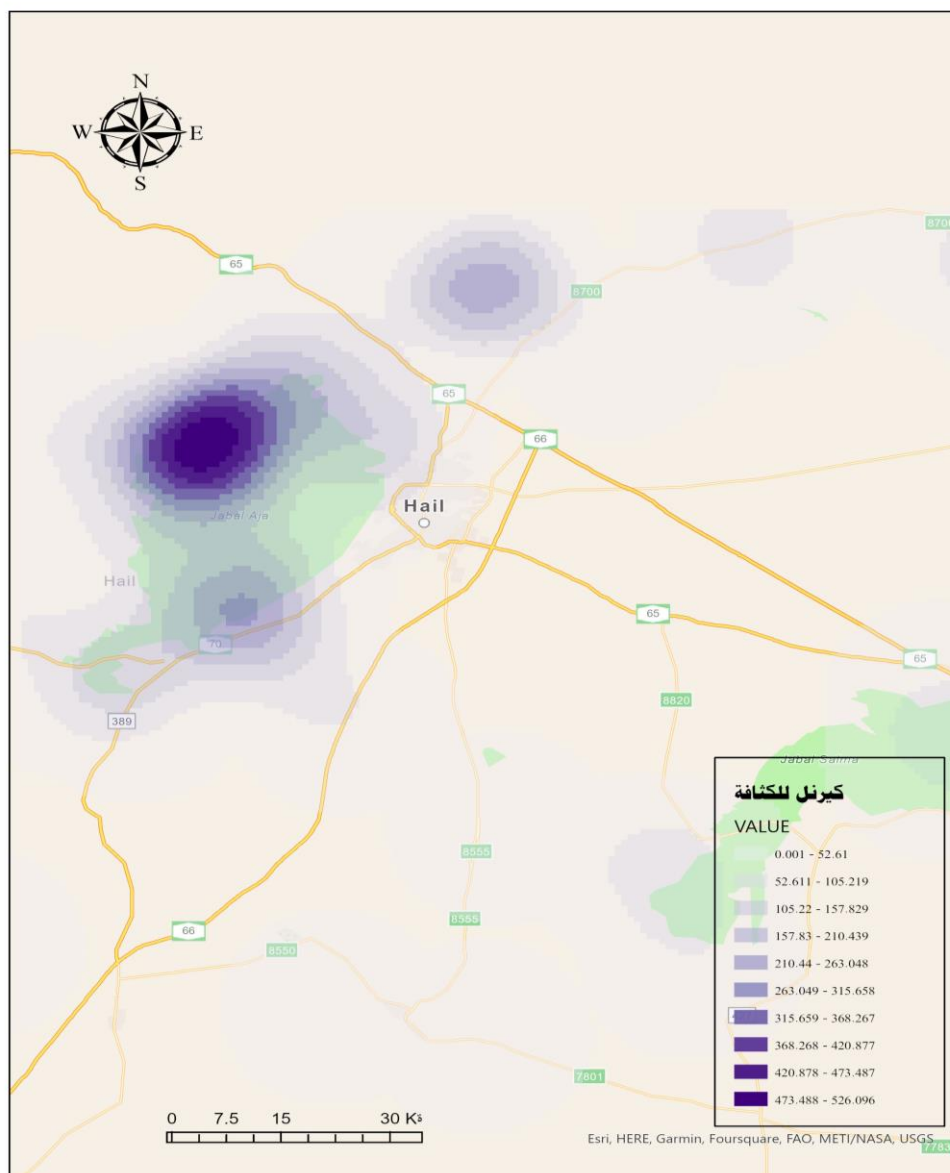 N
W E
S
65
8700
8700
65
65
66
Hail
Jabal Aja
Hail
70
65
65
389
8820
Jabal Salma
كيرنل للكثافة
VALUE
0.001 - 52.61
52.611 - 105.219
105.22 - 157.829
157.83 - 210.439
210.44 - 263.048
263.049 - 315.658
315.659 - 368.267
368.268 - 420.877
420.878 - 473.487
473.488 - 526.096
8555
8555
66
8550
7801
0 7.5 15 30 Ks
Esri, HERE, Garmin, Foursquare, FAO, METI/NASA, USGS
7783